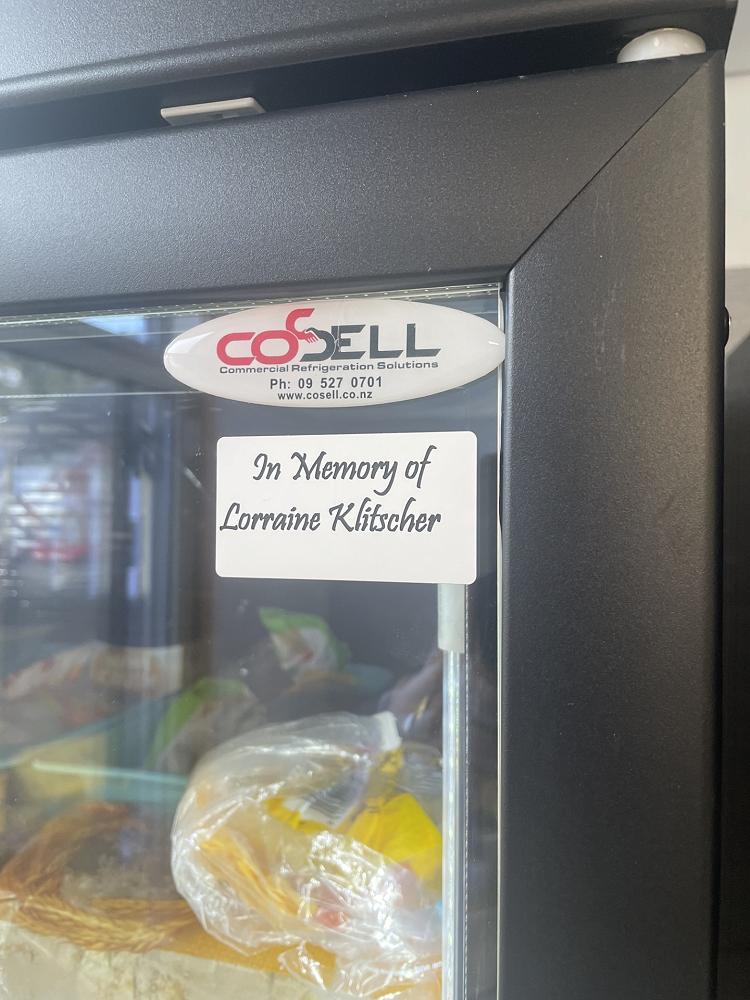 COSELL
Commercial Refrigeration Solutions
Ph: 09 527 0701
www.cosell.co.nz
In Memory of
Lorraine Klitscher